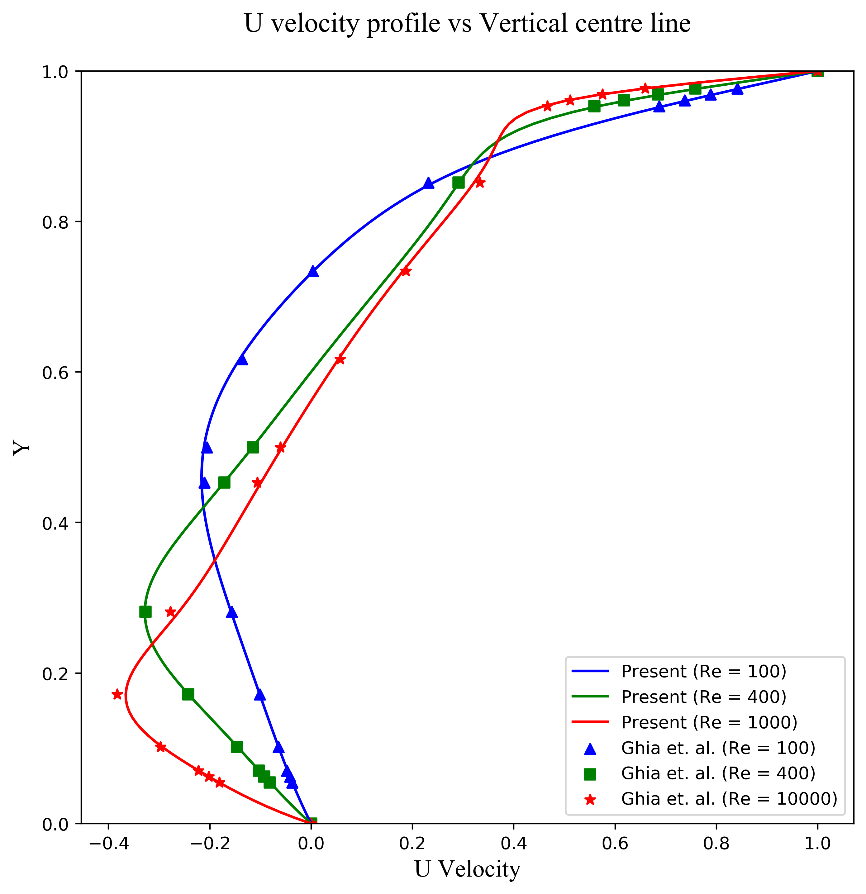 U velocity profile vs Vertical centre line
1.0
0.8
0.6
Y
0.4
0.2
0.0
Present (Re = 100)
Present (Re = 400)
Present (Re = 1000)
Ghia et. al. (Re = 100)
Ghia et. al. (Re = 400)
Ghia et. al. (Re = 10000)
−0.4 −0.2 0.0 0.2 0.4 0.6 0.8 1.0
U Velocity